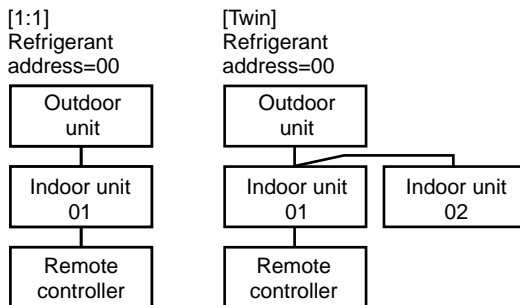 [1:1]
Refrigerant
address=00
Outdoor
unit
Indoor unit
01
Remote
controller
[Twin]
Refrigerant
address=00
Outdoor
unit
Indoor unit
01
Indoor unit
02
Remote
controller